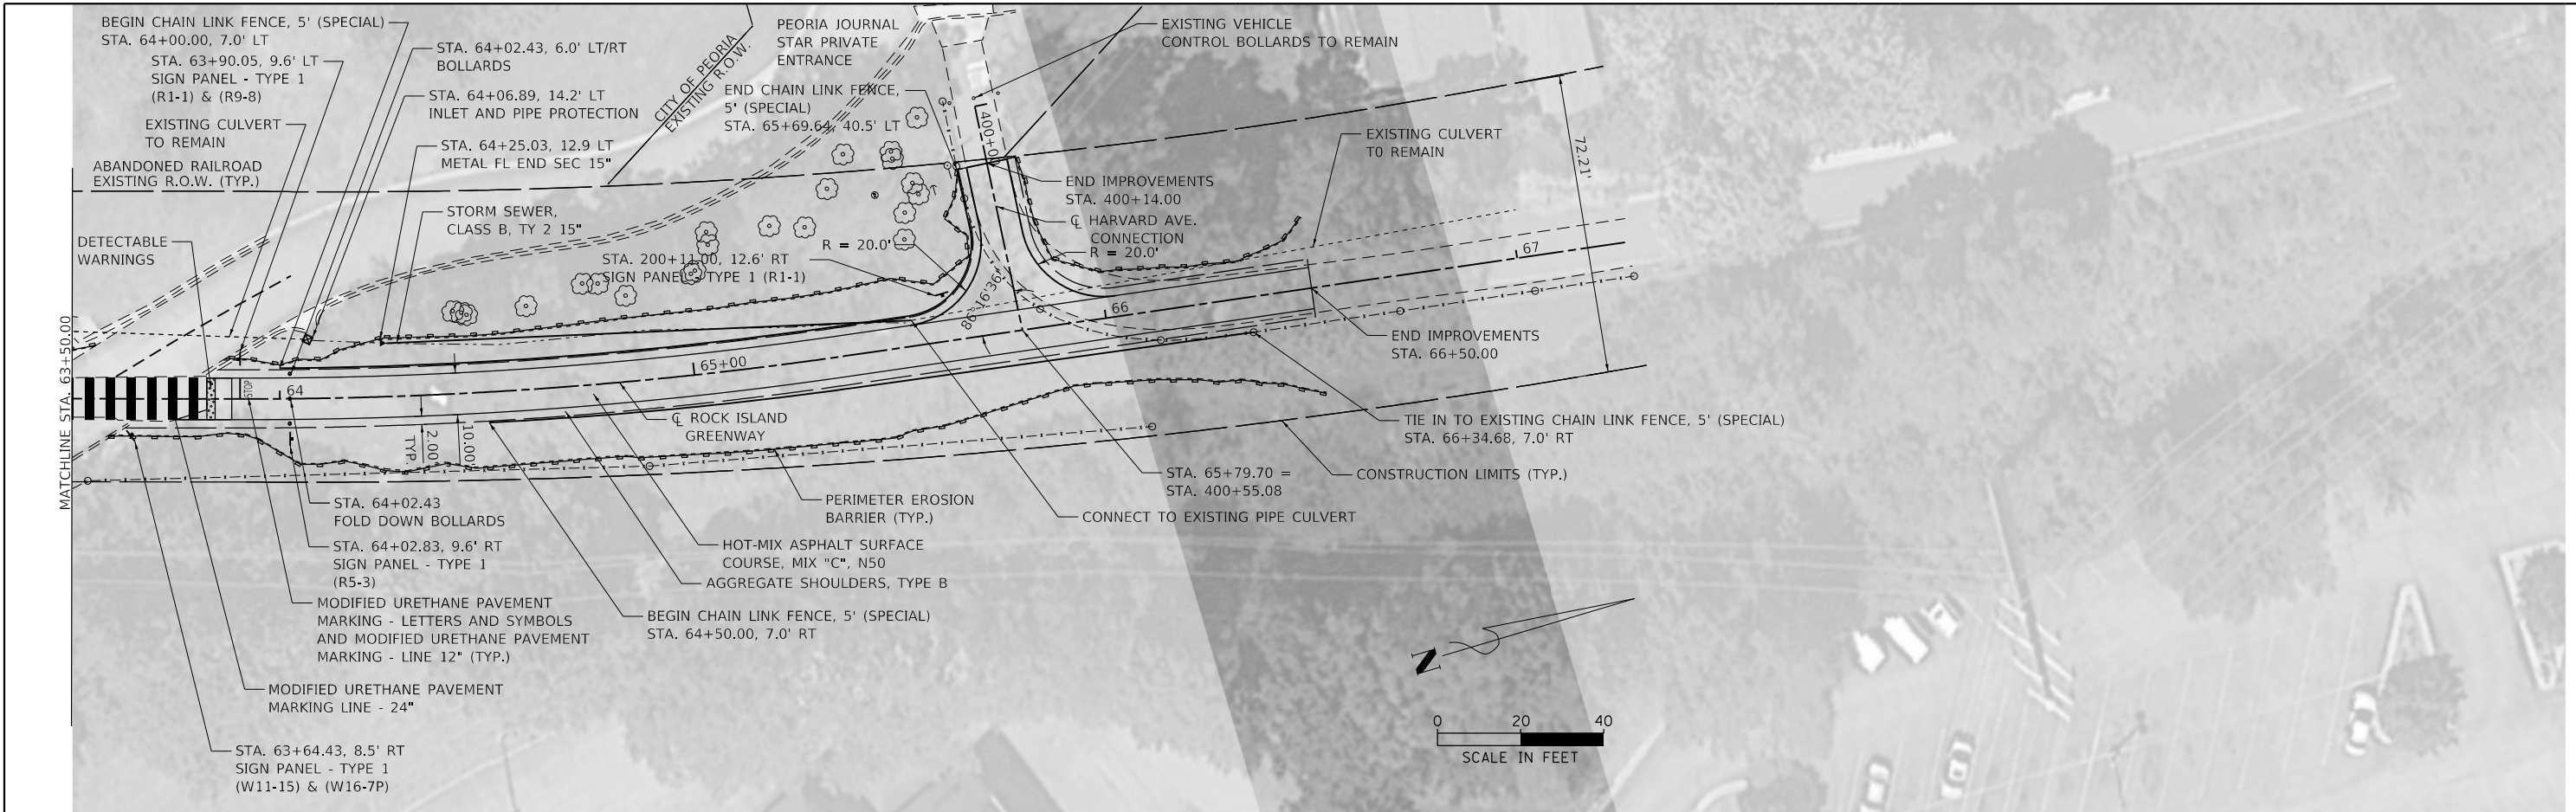 BEGIN CHAIN LINK FENCE, 5' (SPECIAL)
STA. 64+00.00, 7.0' LT
STA. 63+90.05, 9.6' LT
SIGN PANEL - TYPE 1
(R1-1) & (R9-8)
EXISTING CULVERT
TO REMAIN
ABANDONED RAILROAD
EXISTING R.O.W. (TYP.)
DETECTABLE
WARNINGS
MATCHLINE STA. 63+50.00
STA. 64+02.43, 6.0' LT/RT
BOLLARDS
STA. 64+06.89, 14.2' LT
INLET AND PIPE PROTECTION
STA. 64+25.03, 12.9 LT
METAL FL END SEC 15"
STORM SEWER,
CLASS B, TY 2 15"
CITY OF PEORIA
EXISTING R.O.W.
PEORIA JOURNAL
STAR PRIVATE
ENTRANCE
END CHAIN LINK FENCE,
5' (SPECIAL)
STA. 65+69.64, 40.5' LT
R = 20.0'
STA. 200+11.00, 12.6' RT
SIGN PANEL - TYPE 1 (R1-1)
EXISTING VEHICLE
CONTROL BOLLARDS TO REMAIN
400+00
EXISTING CULVERT
TO REMAIN
END IMPROVEMENTS
STA. 400+14.00
℄ HARVARD AVE.
CONNECTION
R = 20.0'
86°16'36"
72.21'
67
66
65+00
64
STOP
END IMPROVEMENTS
STA. 66+50.00
℄ ROCK ISLAND
GREENWAY
2.00'
TYP.
10.00'
TIE IN TO EXISTING CHAIN LINK FENCE, 5' (SPECIAL)
STA. 66+34.68, 7.0' RT
STA. 65+79.70 =
STA. 400+55.08
CONSTRUCTION LIMITS (TYP.)
CONNECT TO EXISTING PIPE CULVERT
PERIMETER EROSION
BARRIER (TYP.)
HOT-MIX ASPHALT SURFACE
COURSE, MIX "C", N50
AGGREGATE SHOULDERS, TYPE B
BEGIN CHAIN LINK FENCE, 5' (SPECIAL)
STA. 64+50.00, 7.0' RT
STA. 64+02.43
FOLD DOWN BOLLARDS
STA. 64+02.83, 9.6' RT
SIGN PANEL - TYPE 1
(R5-3)
MODIFIED URETHANE PAVEMENT
MARKING - LETTERS AND SYMBOLS
AND MODIFIED URETHANE PAVEMENT
MARKING - LINE 12" (TYP.)
MODIFIED URETHANE PAVEMENT
MARKING LINE - 24"
STA. 63+64.43, 8.5' RT
SIGN PANEL - TYPE 1
(W11-15) & (W16-7P)
N
0 20 40
SCALE IN FEET